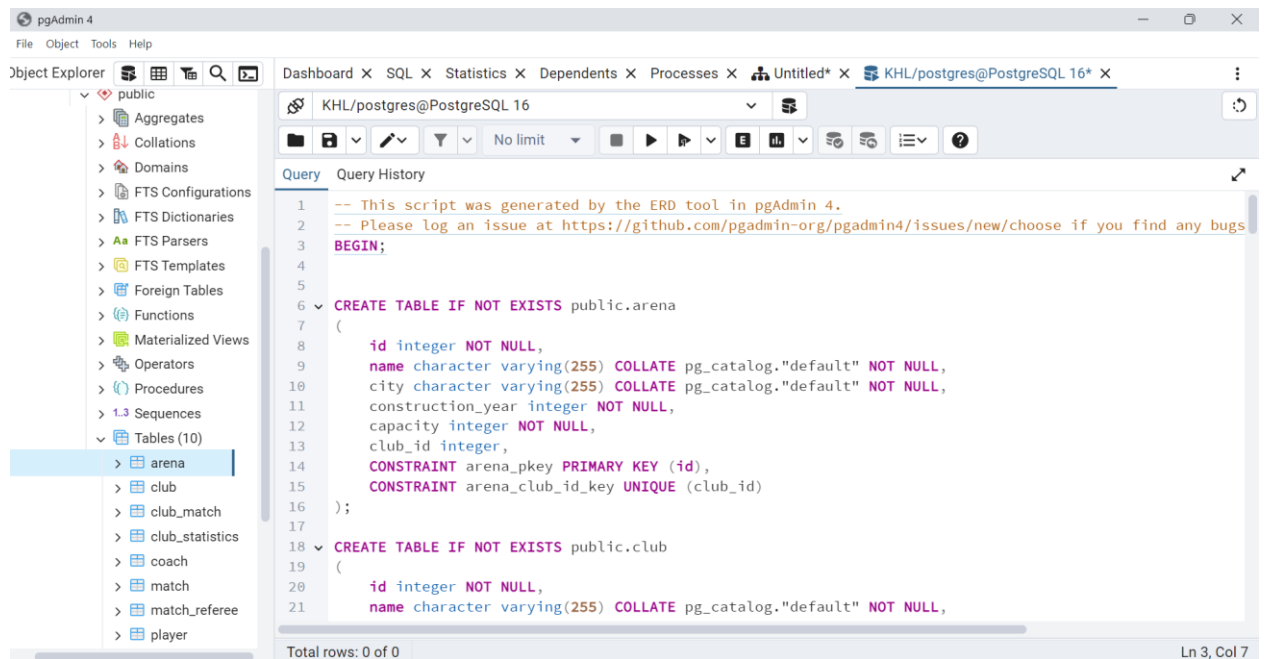 pgAdmin 4
File Object Tools Help
Object Explorer
Dashboard SQL Statistics Dependents Processes Untitled* KHL/postgres@PostgreSQL 16*
public
Aggregates
Collations
Domains
FTS Configurations
FTS Dictionaries
FTS Parsers
FTS Templates
Foreign Tables
Functions
Materialized Views
Operators
Procedures
1..3 Sequences
Tables (10)
arena
club
club_match
club_statistics
coach
match
match_referee
player
KHL/postgres@PostgreSQL 16
No limit
Query Query History
1 -- This script was generated by the ERD tool in pgAdmin 4.
2 -- Please log an issue at https://github.com/pgadmin-org/pgadmin4/issues/new/choose if you find any bugs
3 BEGIN;
4
5
6 CREATE TABLE IF NOT EXISTS public.arena
7 (
8 id integer NOT NULL,
9 name character varying(255) COLLATE pg_catalog."default" NOT NULL,
10 city character varying(255) COLLATE pg_catalog."default" NOT NULL,
11 construction_year integer NOT NULL,
12 capacity integer NOT NULL,
13 club_id integer,
14 CONSTRAINT arena_pkey PRIMARY KEY (id),
15 CONSTRAINT arena_club_id_key UNIQUE (club_id)
16 );
17
18 CREATE TABLE IF NOT EXISTS public.club
19 (
20 id integer NOT NULL,
21 name character varying(255) COLLATE pg_catalog."default" NOT NULL,
Total rows: 0 of 0
Ln 3, Col 7